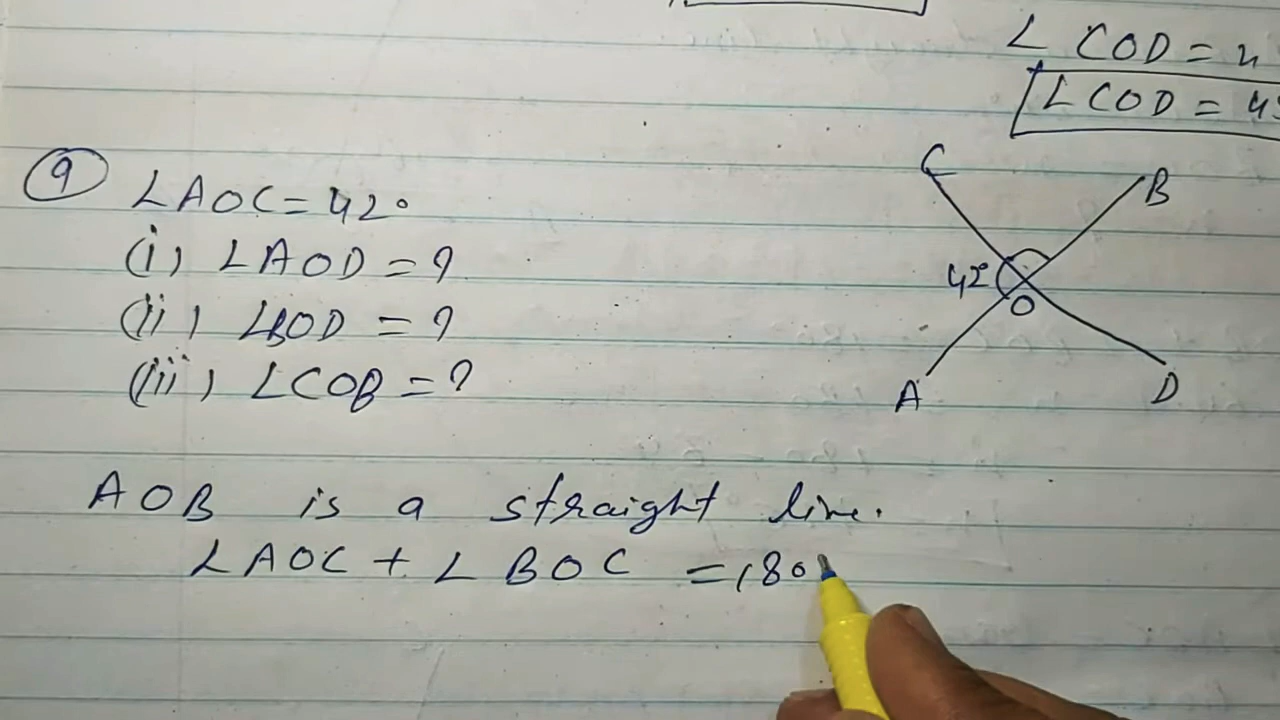 ∠COD = 4
∠COD = 45
9
∠AOC = 42°
(i) ∠AOD = ?
(ii) ∠BOD = ?
(iii) ∠COB = ?
C
B
42°
O
A
D
AOB is a straight line.
∠AOC + ∠BOC = 180